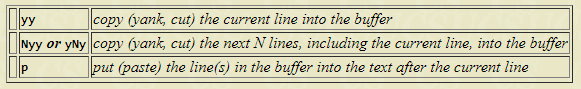 yy copy (yank, cut) the current line into the buffer
Nyy or yNy copy (yank, cut) the next N lines, including the current line, into the buffer
p put (paste) the line(s) in the buffer into the text after the current line